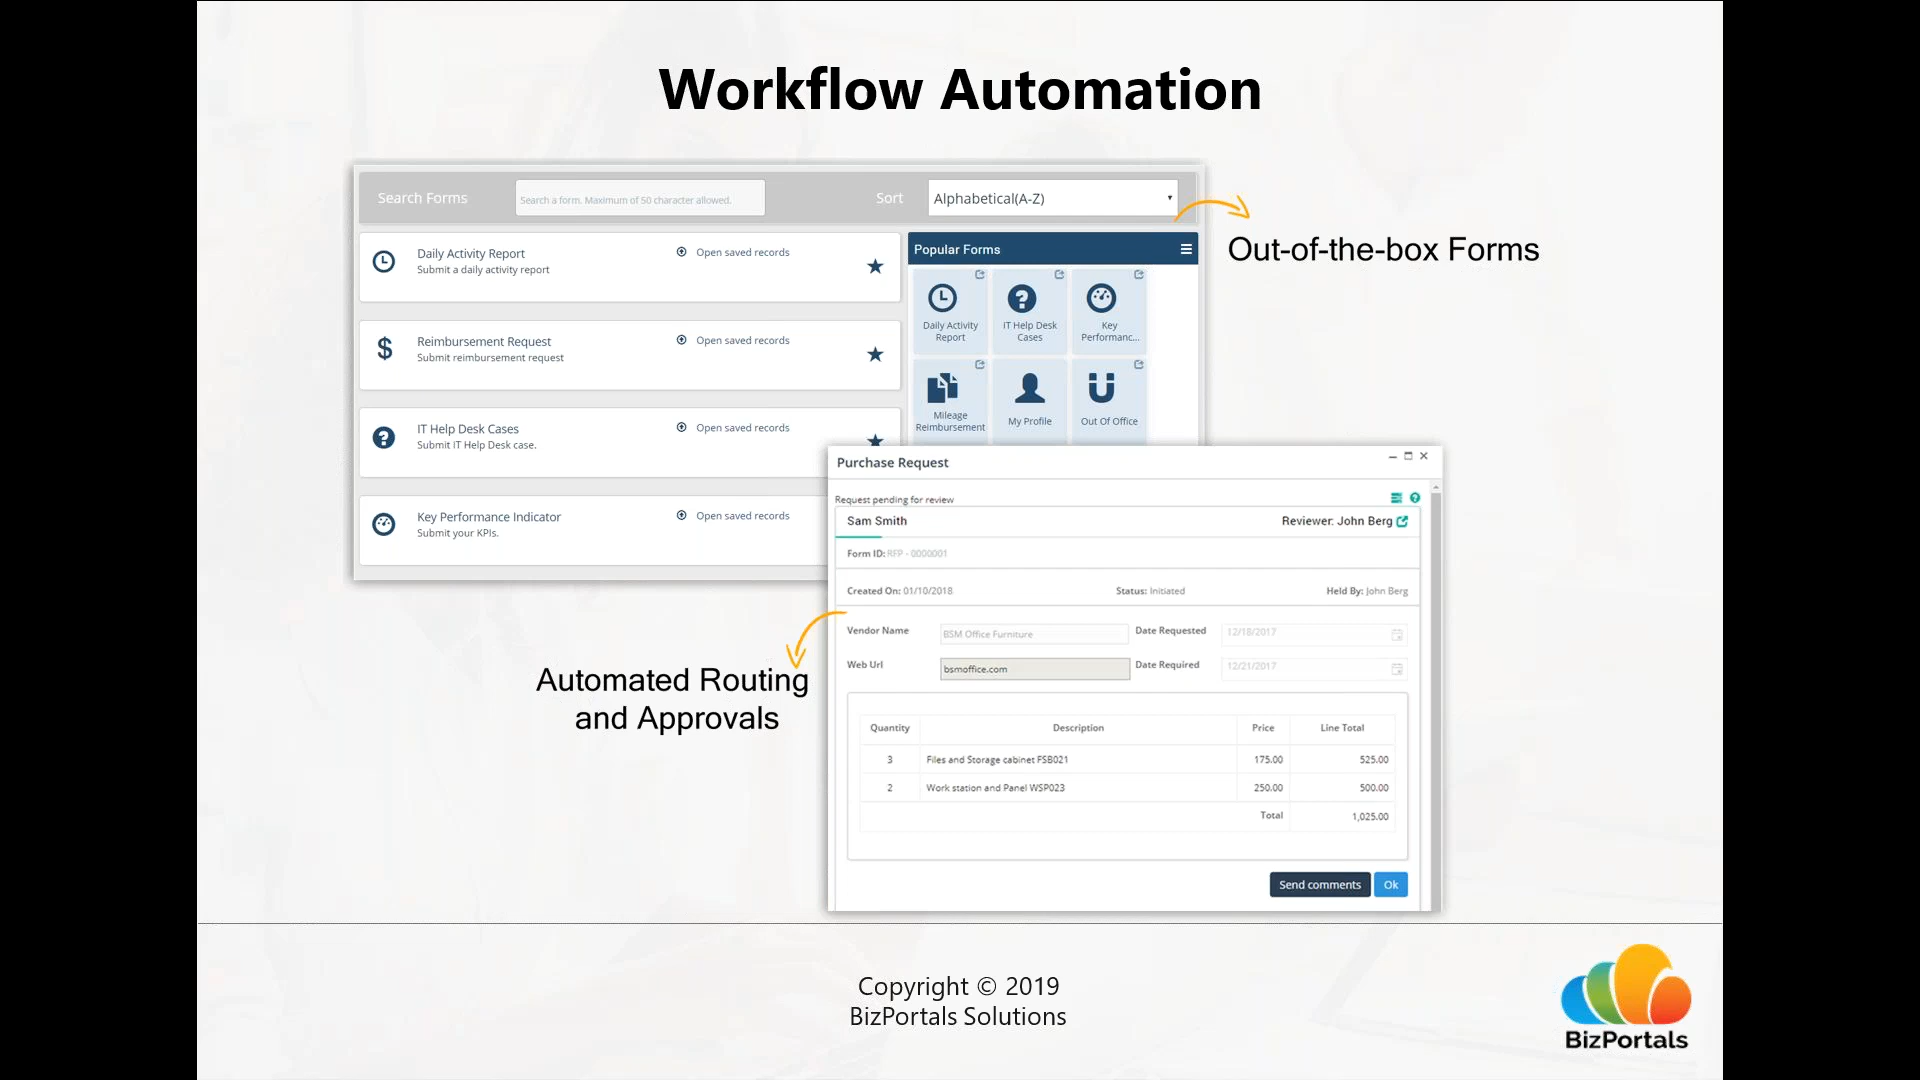 Workflow Automation
Search Forms
Search a form. Maximum of 50 character allowed.
Sort
Alphabetical(A-Z)
Daily Activity Report
Submit a daily activity report
Open saved records
Reimbursement Request
Submit reimbursement request
Open saved records
IT Help Desk Cases
Submit IT Help Desk case.
Open saved records
Key Performance Indicator
Submit your KPIs.
Open saved records
Popular Forms
Daily Activity
Report
IT Help Desk
Cases
Key
Performanc...
Mileage
Reimbursement
My Profile
Out Of Office
Out-of-the-box Forms
Purchase Request
Request pending for review
Sam Smith
Reviewer: John Berg
Form ID: RFP - 0000001
Created On: 01/10/2018
Status: Initiated
Held By: John Berg
Vendor Name
BSM Office Furniture
Date Requested
12/18/2017
Web Url
bsmoffice.com
Date Required
12/21/2017
Quantity Description Price Line Total
3 Files and Storage cabinet FSB021 175.00 525.00
2 Work station and Panel WSP023 250.00 500.00
Total 1,025.00
Send comments
Ok
Automated Routing
and Approvals
Copyright © 2019
BizPortals Solutions
BizPortals